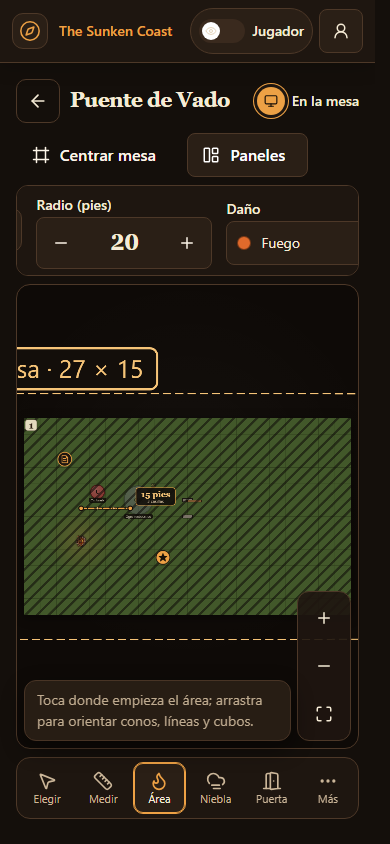 The Sunken Coast
Jugador
Puente de Vado
En la mesa
Centrar mesa
Paneles
Radio (pies)
Daño
20
Fuego
sa · 27 × 15
1
15 pies
Toca donde empieza el área; arrastra
para orientar conos, líneas y cubos.
Elegir
Medir
Área
Niebla
Puerta
Más